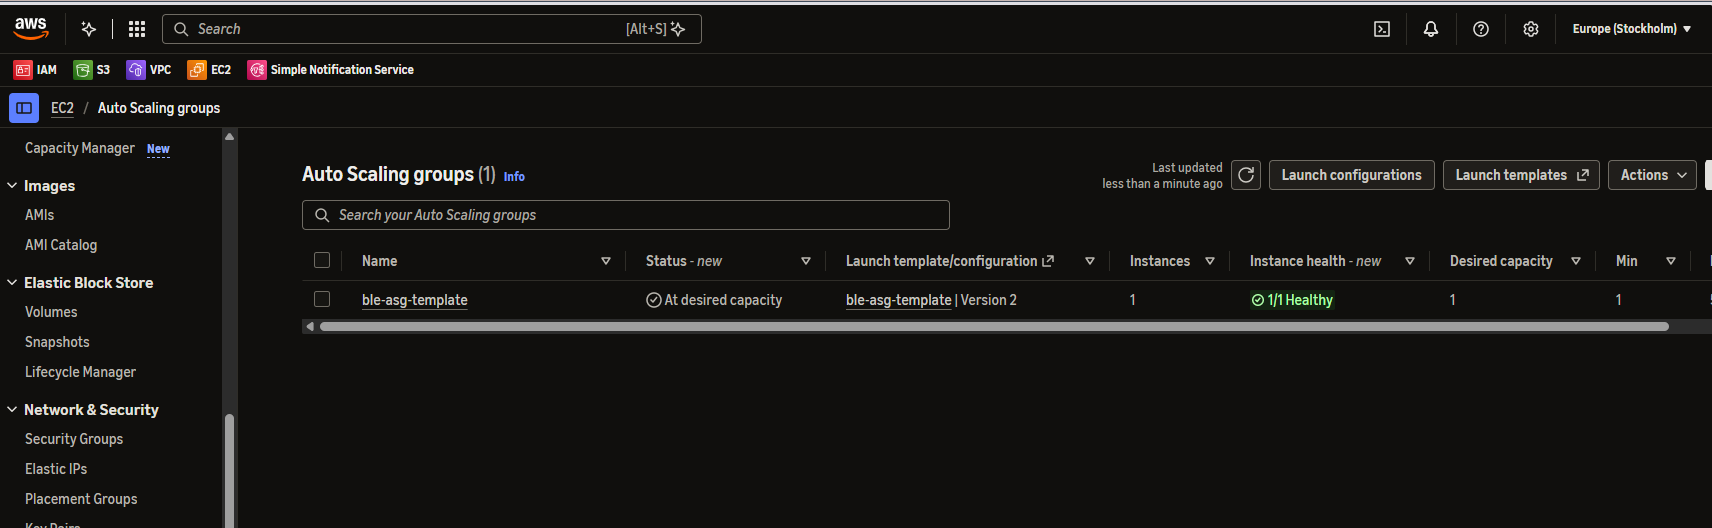 aws
Search [Alt+S] Europe (Stockholm)
IAM S3 VPC EC2 Simple Notification Service
EC2 / Auto Scaling groups
Capacity Manager New
Images
AMIs
AMI Catalog
Elastic Block Store
Volumes
Snapshots
Lifecycle Manager
Network & Security
Security Groups
Elastic IPs
Placement Groups
Key Pairs
Auto Scaling groups (1) Info
Last updated
less than a minute ago
Launch configurations Launch templates Actions
Search your Auto Scaling groups
Name Status - new Launch template/configuration Instances Instance health - new Desired capacity Min
ble-asg-template At desired capacity ble-asg-template | Version 2 1 1/1 Healthy 1 1